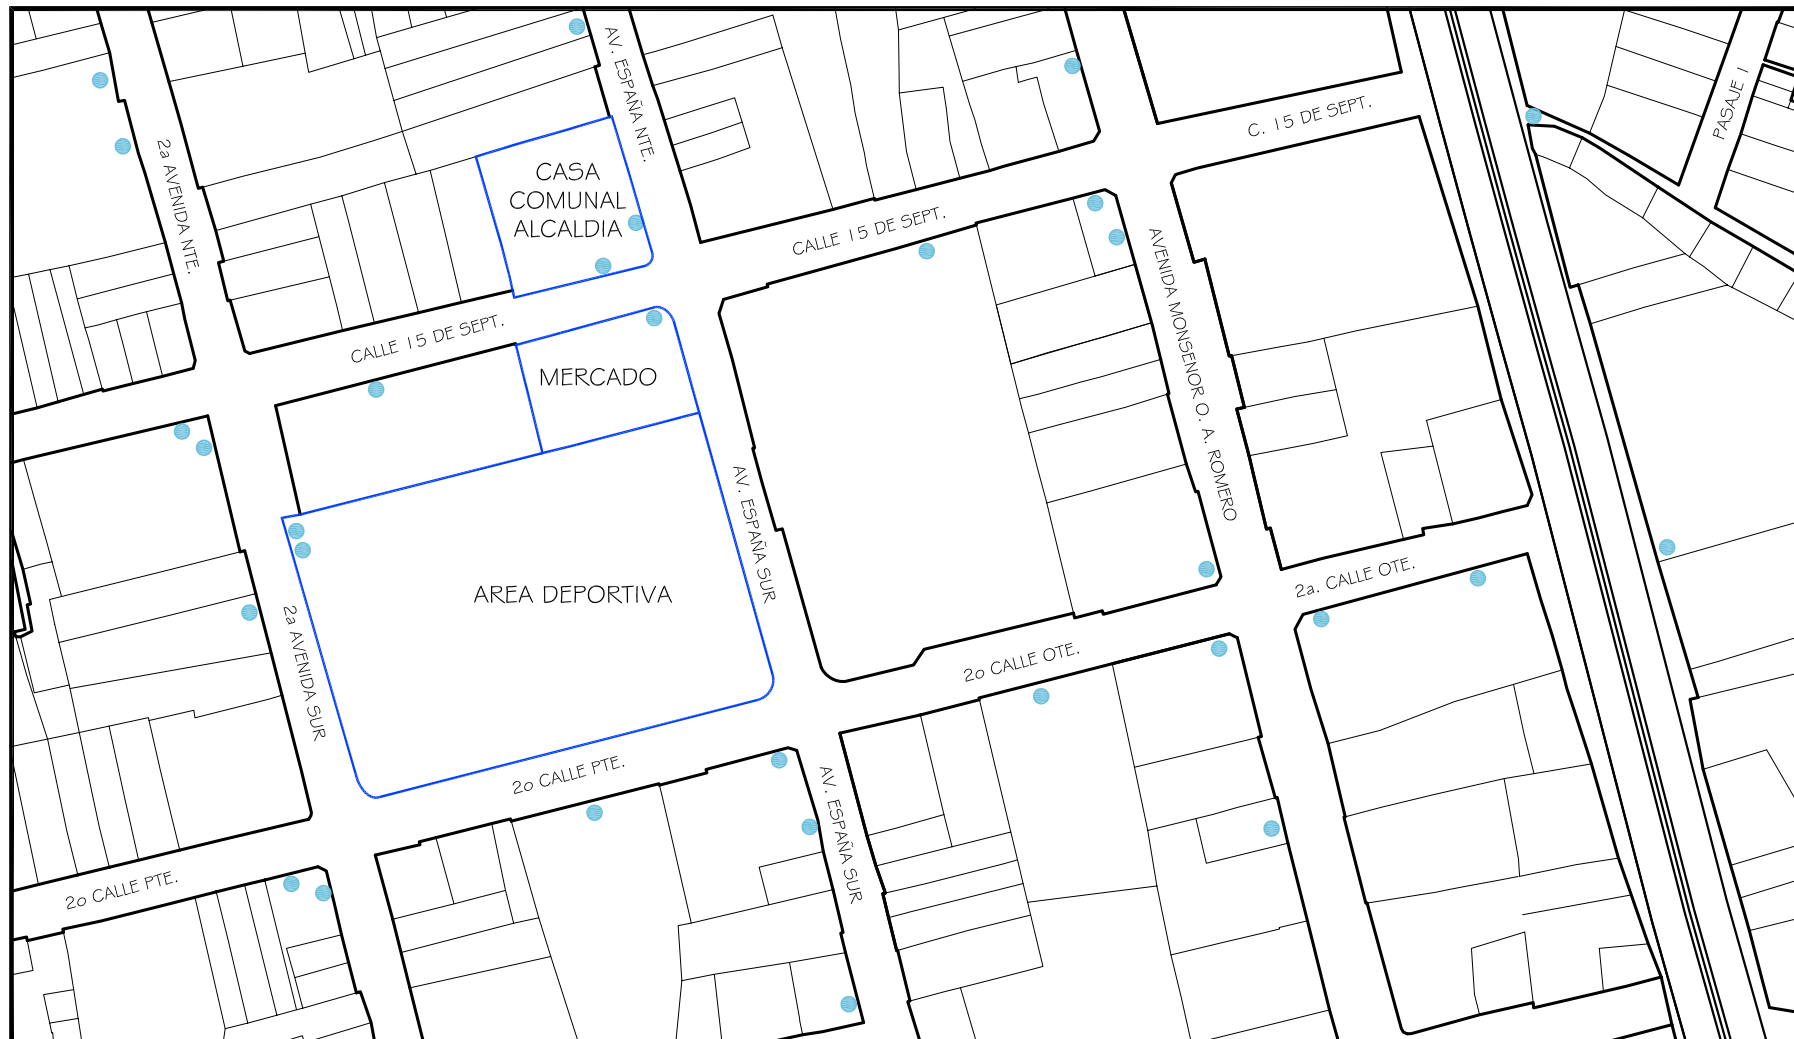 AV. ESPAÑA NTE.
PASAJE 1
C. 15 DE SEPT.
2a AVENIDA NTE.
CASA
COMUNAL
ALCALDIA
CALLE 15 DE SEPT.
AVENIDA MONSENOR O. A. ROMERO
CALLE 15 DE SEPT.
MERCADO
AV. ESPAÑA SUR
AREA DEPORTIVA
2a. CALLE OTE.
2a AVENIDA SUR
2o CALLE OTE.
2o CALLE PTE.
AV. ESPAÑA SUR
2o CALLE PTE.